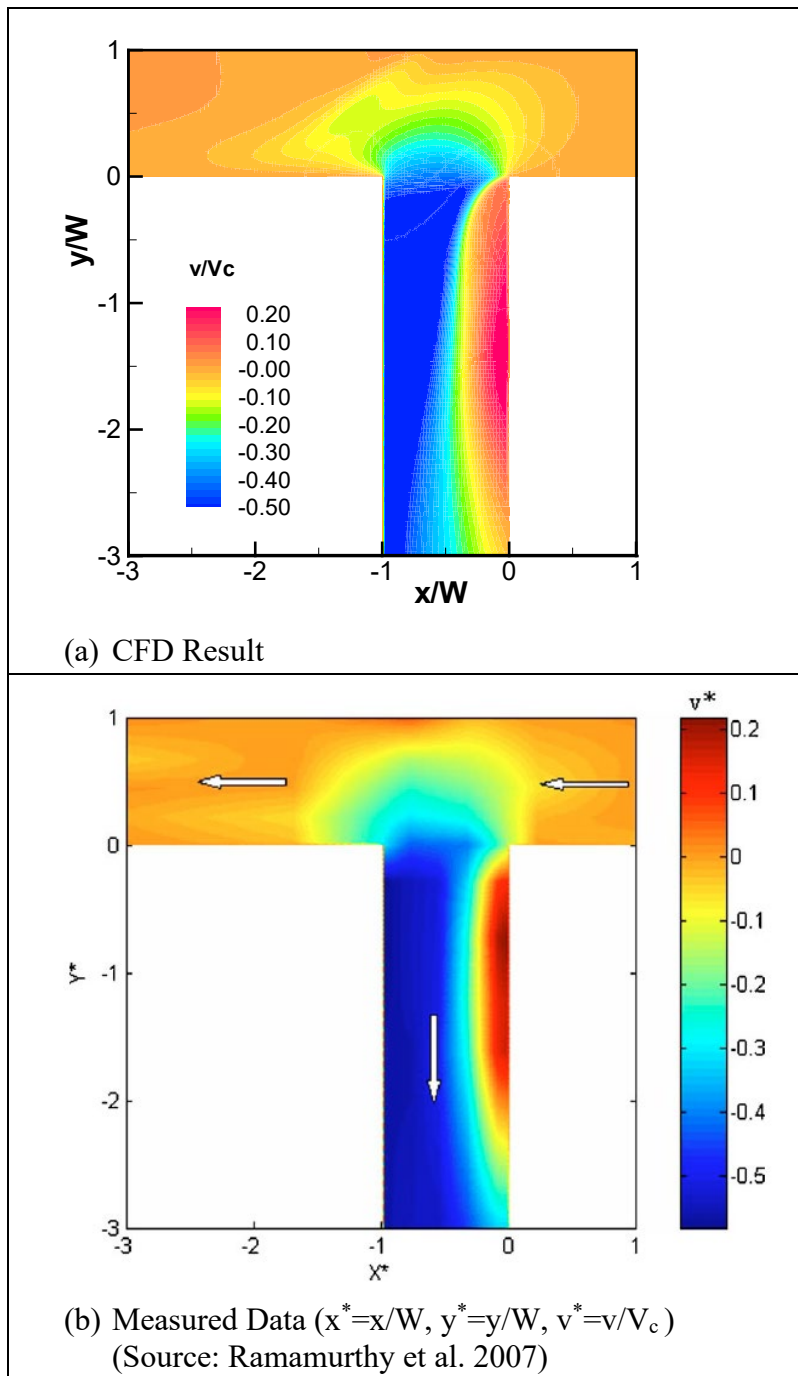 1
0
-1
-2
-3
y/W
v/Vc
0.20
0.10
-0.00
-0.10
-0.20
-0.30
-0.40
-0.50
-3 -2 -1 0 1
x/W
(a) CFD Result
v*
1
0
-1
-2
-3
Y*
0.2
0.1
0
-0.1
-0.2
-0.3
-0.4
-0.5
-3 -2 -1 0 1
X*
(b) Measured Data (x*=x/W, y*=y/W, v*=v/Vc)
(Source: Ramamurthy et al. 2007)